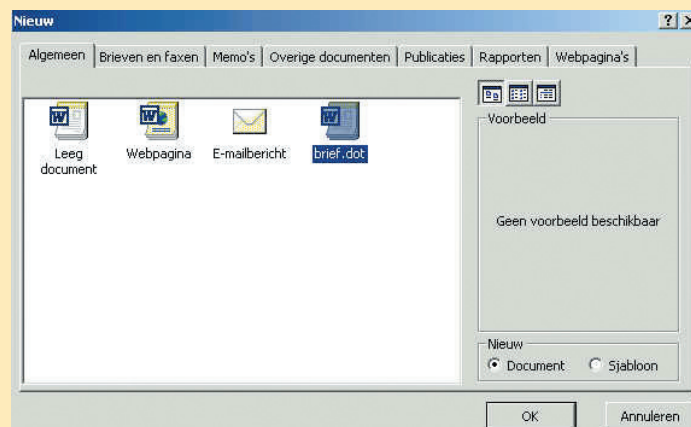 Nieuw
Algemeen Brieven en faxen Memo's Overige documenten Publicaties Rapporten Webpagina's
Leeg document
Webpagina
E-mailbericht
brief.dot
Voorbeeld
Geen voorbeeld beschikbaar
Nieuw
Document Sjabloon
OK Annuleren